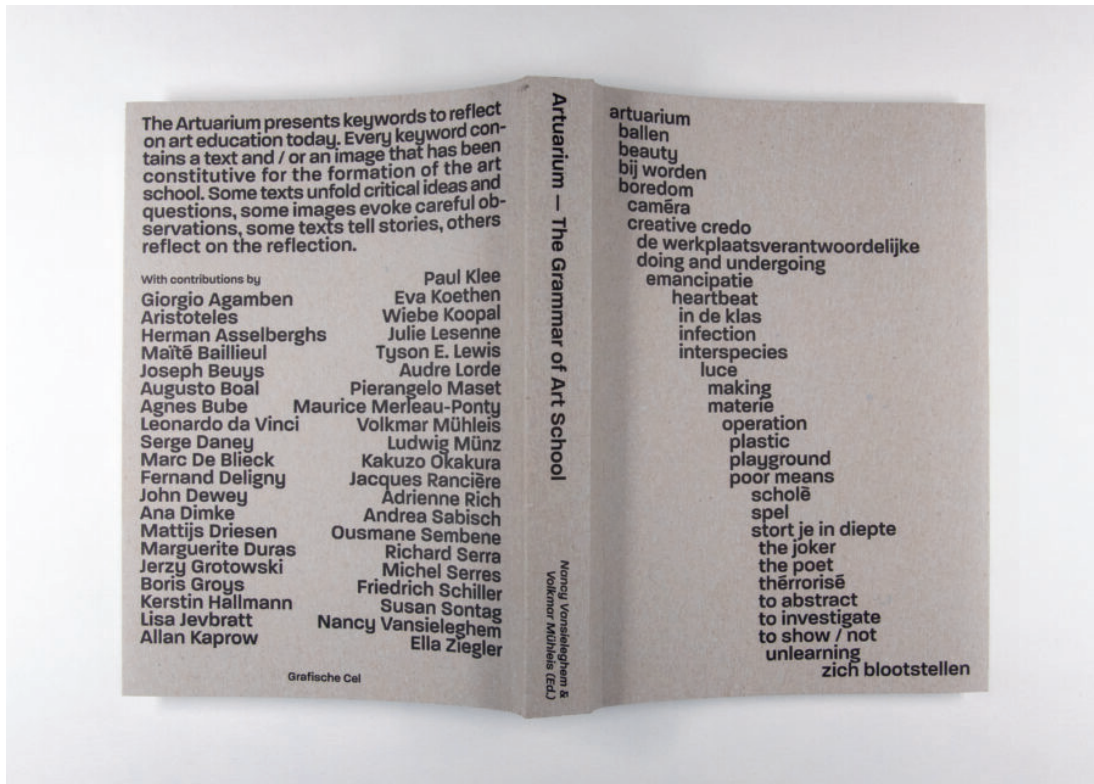 The Artuarium presents keywords to reflect
on art education today. Every keyword con-
tains a text and / or an image that has been
constitutive for the formation of the art
school. Some texts unfold critical ideas and
questions, some images evoke careful ob-
servations, some texts tell stories, others
reflect on the reflection.
With contributions by
Giorgio Agamben
Aristoteles
Herman Asselberghs
Maïté Baillieul
Joseph Beuys
Augusto Boal
Agnes Bube
Leonardo da Vinci
Serge Daney
Marc De Blieck
Fernand Deligny
John Dewey
Ana Dimke
Mattijs Driesen
Marguerite Duras
Jerzy Grotowski
Boris Groys
Kerstin Hallmann
Lisa Jevbratt
Allan Kaprow
Paul Klee
Eva Koethen
Wiebe Koopal
Julie Lesenne
Tyson E. Lewis
Audre Lorde
Pierangelo Maset
Maurice Merleau-Ponty
Volkmar Mühleis
Ludwig Münz
Kakuzo Okakura
Jacques Rancière
Adrienne Rich
Andrea Sabisch
Ousmane Sembene
Richard Serra
Michel Serres
Friedrich Schiller
Susan Sontag
Nancy Vansieleghem
Ella Ziegler
Grafische Cel
Artuarium — The Grammar of Art School
Nancy Vansieleghem &
Volkmar Mühleis (Ed.)
artuarium
ballen
beauty
bij worden
boredom
caméra
creative credo
de werkplaatsverantwoordelijke
doing and undergoing
emancipatie
heartbeat
in de klas
infection
interspecies
luce
making
materie
operation
plastic
playground
poor means
scholè
spel
stort je in diepte
the joker
the poet
thérrorisé
to abstract
to investigate
to show / not
unlearning
zich blootstellen